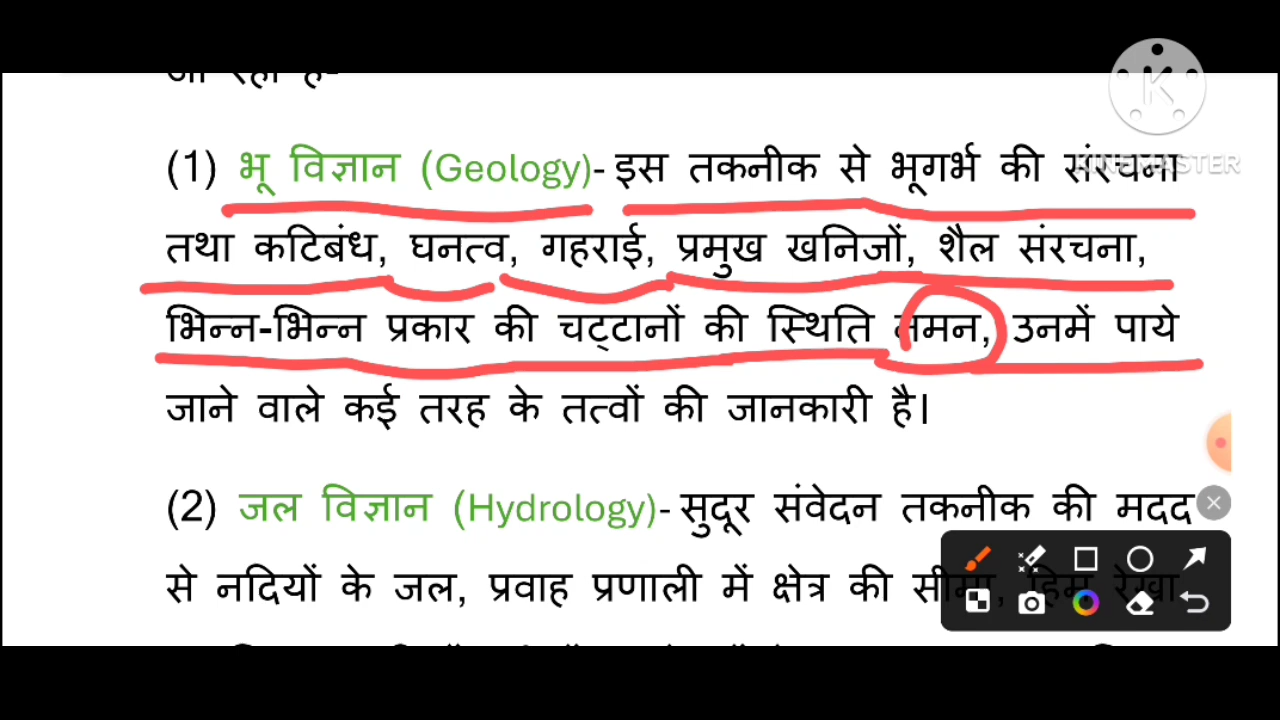 KINEMASTER
(1) भू विज्ञान (Geology)- इस तकनीक से भूगर्भ की संरचना
तथा कटिबंध, घनत्व, गहराई, प्रमुख खनिजों, शैल संरचना,
भिन्न-भिन्न प्रकार की चट्टानों की स्थिति नमन, उनमें पाये
जाने वाले कई तरह के तत्वों की जानकारी है।
(2) जल विज्ञान (Hydrology)- सुदूर संवेदन तकनीक की मदद
से नदियों के जल, प्रवाह प्रणाली में क्षेत्र की सीमा, हिम रेखा